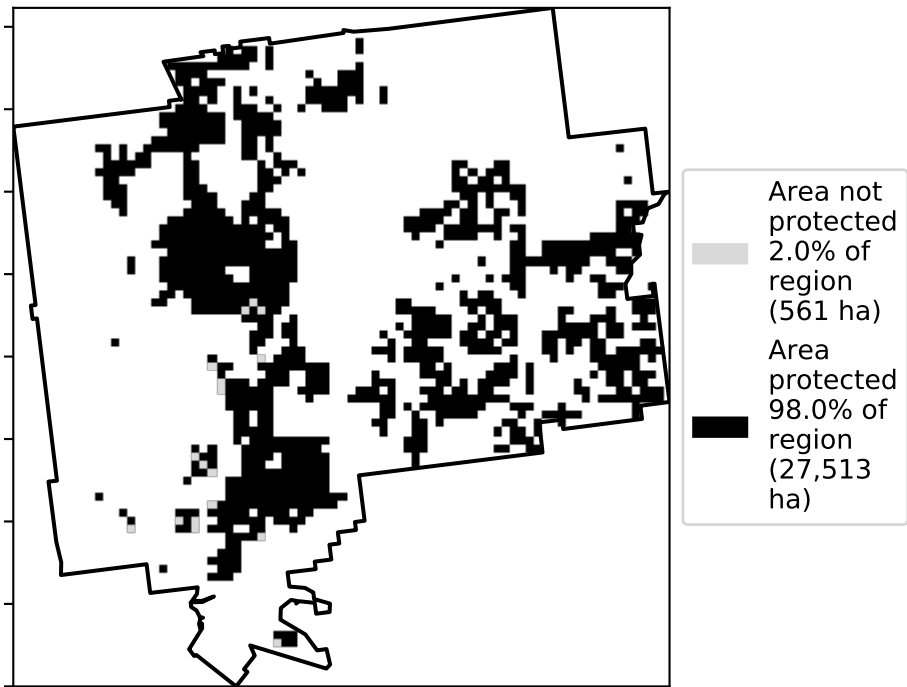 Area not
protected
2.0% of
region
(561 ha)
Area
protected
98.0% of
region
(27,513
ha)